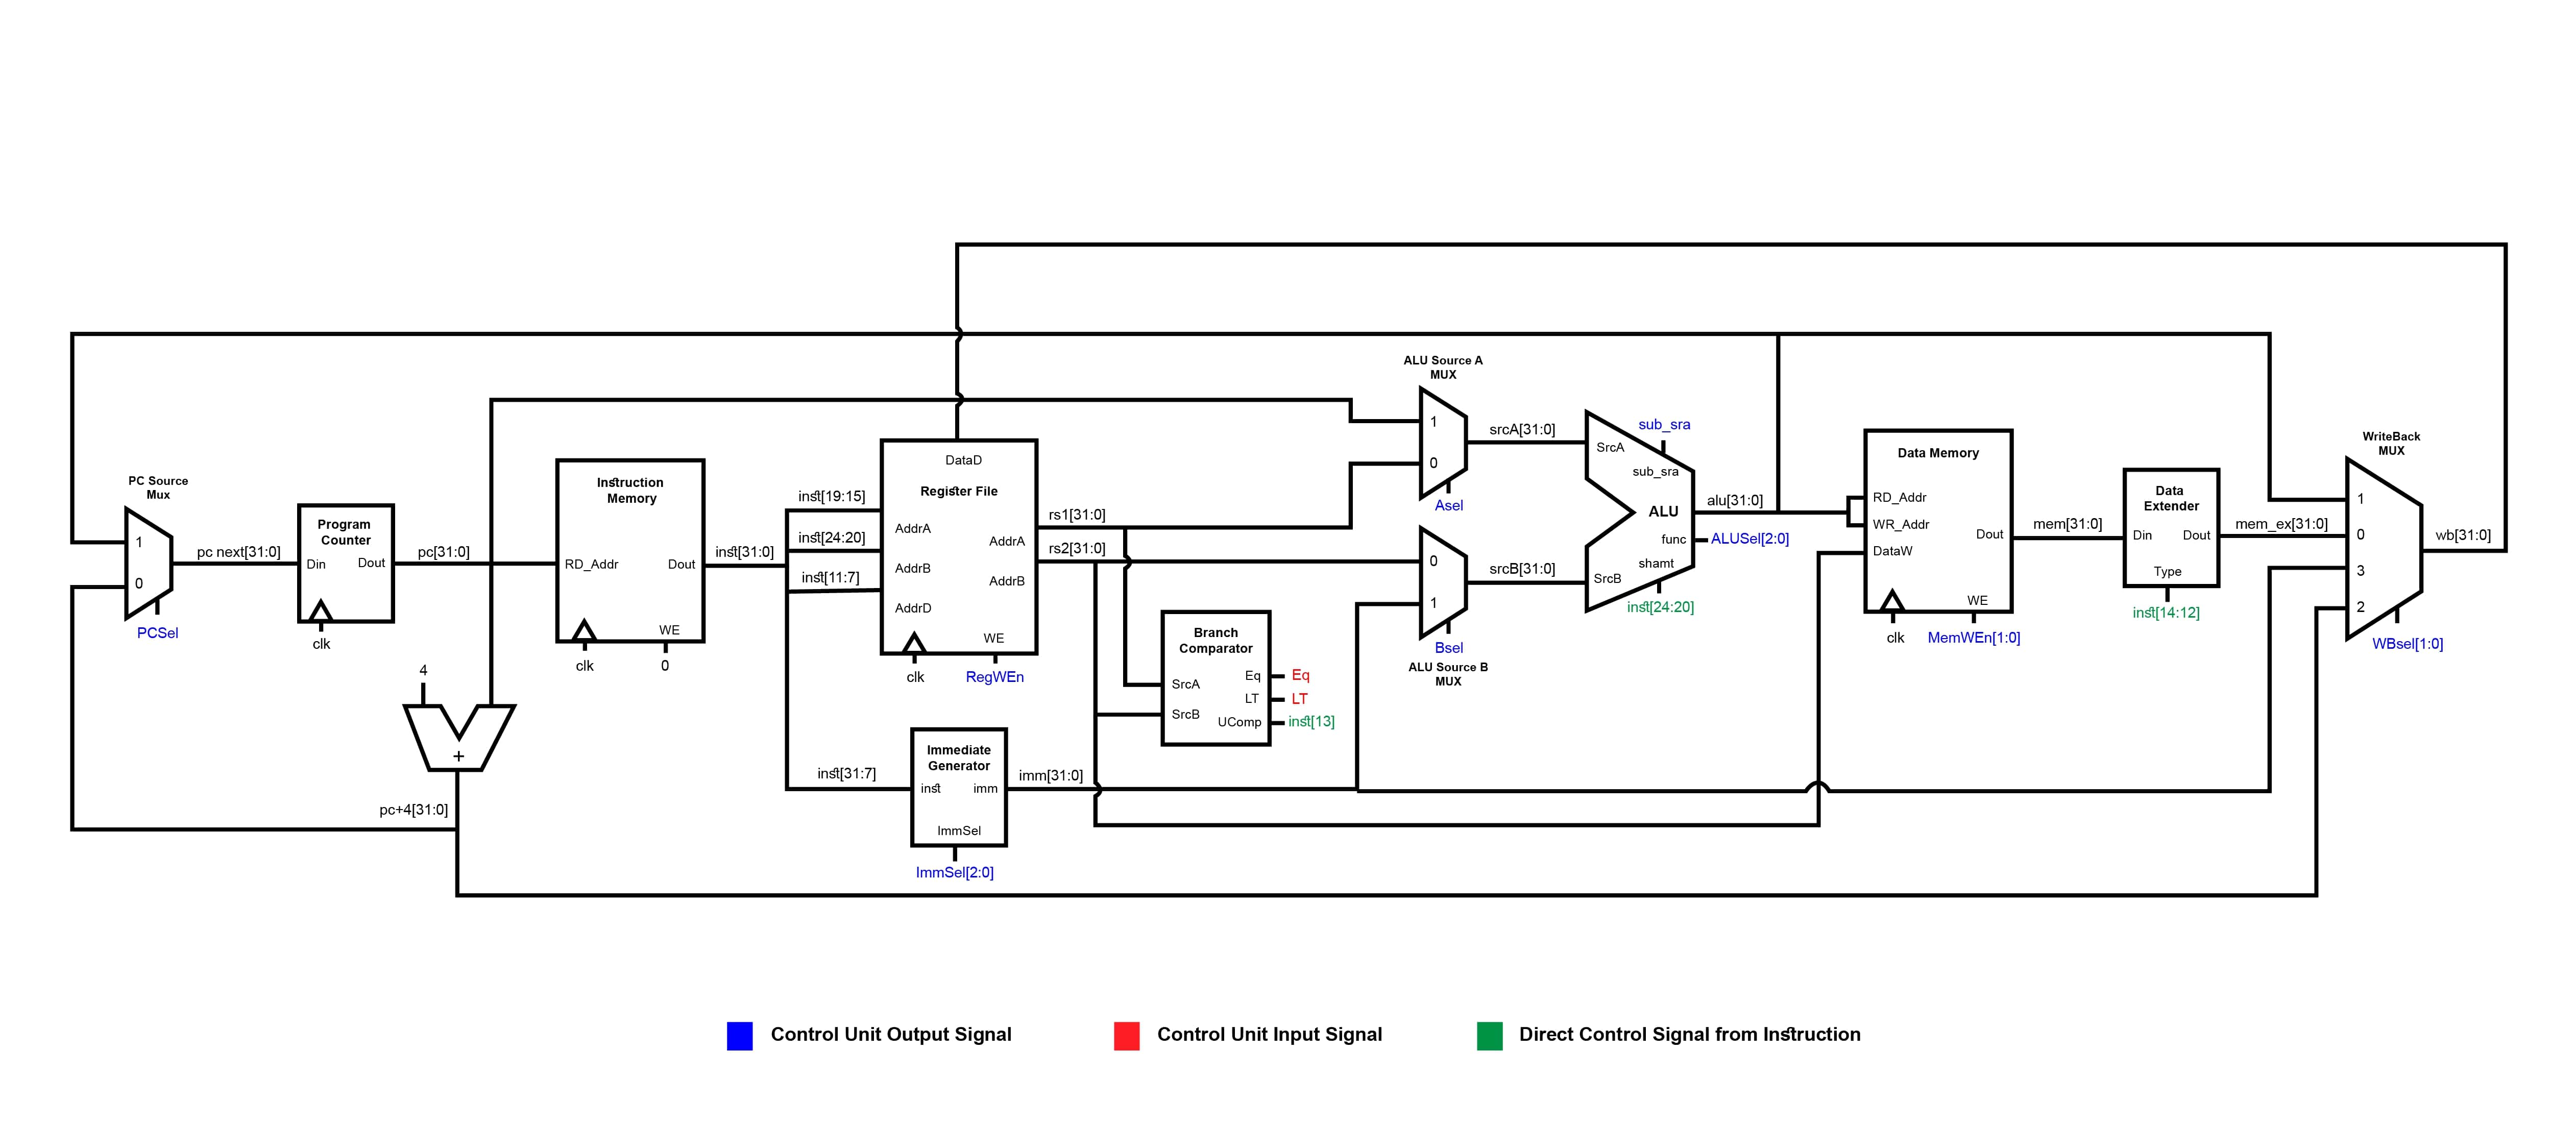 PC Source
Mux
1
0
PCSel
pc next[31:0]
Program
Counter
Din
Dout
clk
pc[31:0]
4
+
pc+4[31:0]
Instruction
Memory
RD_Addr
Dout
WE
clk
0
inst[31:0]
inst[19:15]
inst[24:20]
inst[11:7]
inst[31:7]
DataD
Register File
AddrA
AddrB
AddrD
AddrA
AddrB
WE
clk
RegWEn
rs1[31:0]
rs2[31:0]
Immediate
Generator
inst
imm
ImmSel
ImmSel[2:0]
imm[31:0]
Branch
Comparator
SrcA
SrcB
Eq
LT
UComp
Eq
LT
inst[13]
ALU Source A
MUX
1
0
Asel
0
1
Bsel
ALU Source B
MUX
srcA[31:0]
srcB[31:0]
sub_sra
SrcA
sub_sra
ALU
func
shamt
SrcB
inst[24:20]
alu[31:0]
ALUSel[2:0]
Data Memory
RD_Addr
WR_Addr
DataW
Dout
WE
clk
MemWEn[1:0]
mem[31:0]
Data
Extender
Din
Dout
Type
inst[14:12]
mem_ex[31:0]
WriteBack
MUX
1
0
3
2
WBsel[1:0]
wb[31:0]
Control Unit Output Signal
Control Unit Input Signal
Direct Control Signal from Instruction